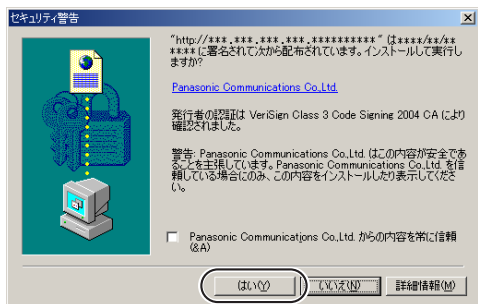 セキュリティ警告
"http://***.***.***.***.**********" (は****/**/**
**:** に署名されて次から配布されています。インストールして実行し
ますか?
Panasonic Communications Co.,Ltd.
発行者の認証は VeriSign Class 3 Code Signing 2004 CA により
確認されました。
警告: Panasonic Communications Co.,Ltd. はこの内容が安全であ
ることを主張しています。Panasonic Communications Co.,Ltd. を信
頼している場合にのみ、この内容をインストールしたり表示してくださ
い。
Panasonic Communications Co.,Ltd. からの内容を常に信頼
(&A)
はい(Y)
いいえ(N)
詳細情報(M)